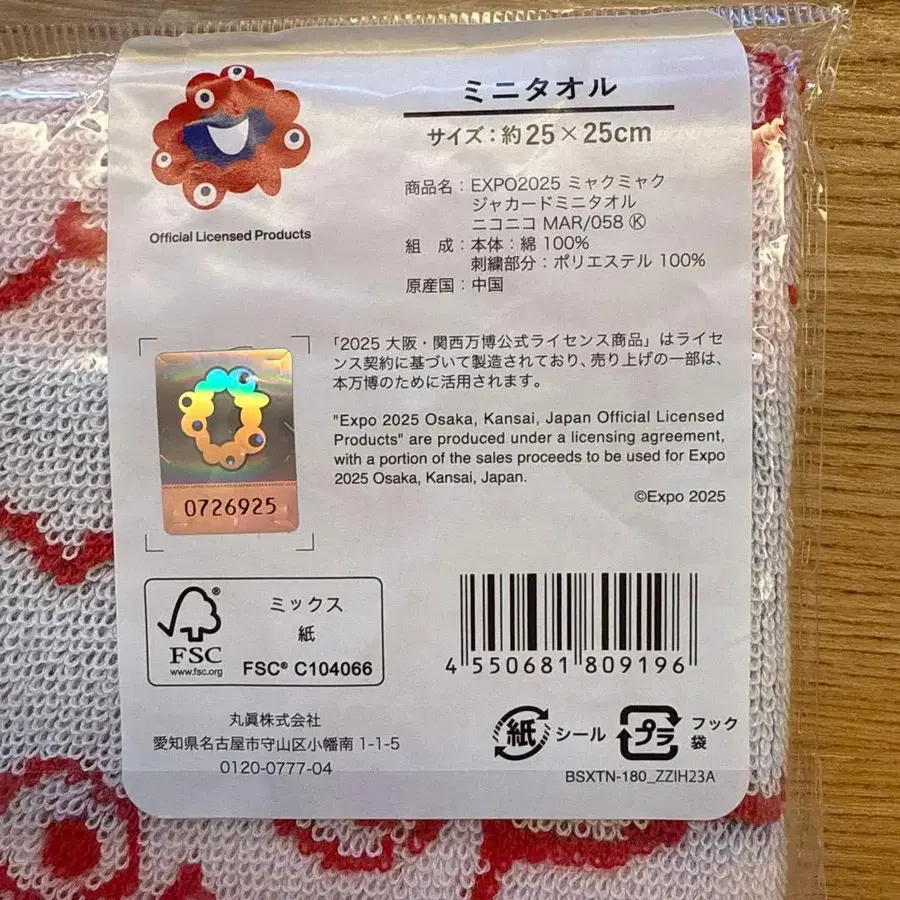 ミニタオル
サイズ：約25×25cm
商品名：EXPO2025 ミャクミャク
ジャカードミニタオル
ニコニコ MAR/058 Ⓚ
組　成：本体：綿 100%
刺繍部分：ポリエステル 100%
原産国：中国
Official Licensed Products
「2025 大阪・関西万博公式ライセンス商品」はライセ
ンス契約に基づいて製造されており、売り上げの一部は、
本万博のために活用されます。
"Expo 2025 Osaka, Kansai, Japan Official Licensed
Products" are produced under a licensing agreement,
with a portion of the sales proceeds to be used for Expo
2025 Osaka, Kansai, Japan.
©Expo 2025
0726925
FSC®
www.fsc.org
ミックス
紙
FSC® C104066
4 550681 809196
丸眞株式会社
愛知県名古屋市守山区小幡南 1-1-5
0120-0777-04
紙 シール
プラ フック
袋
BSXTN-180_ZZIH23A